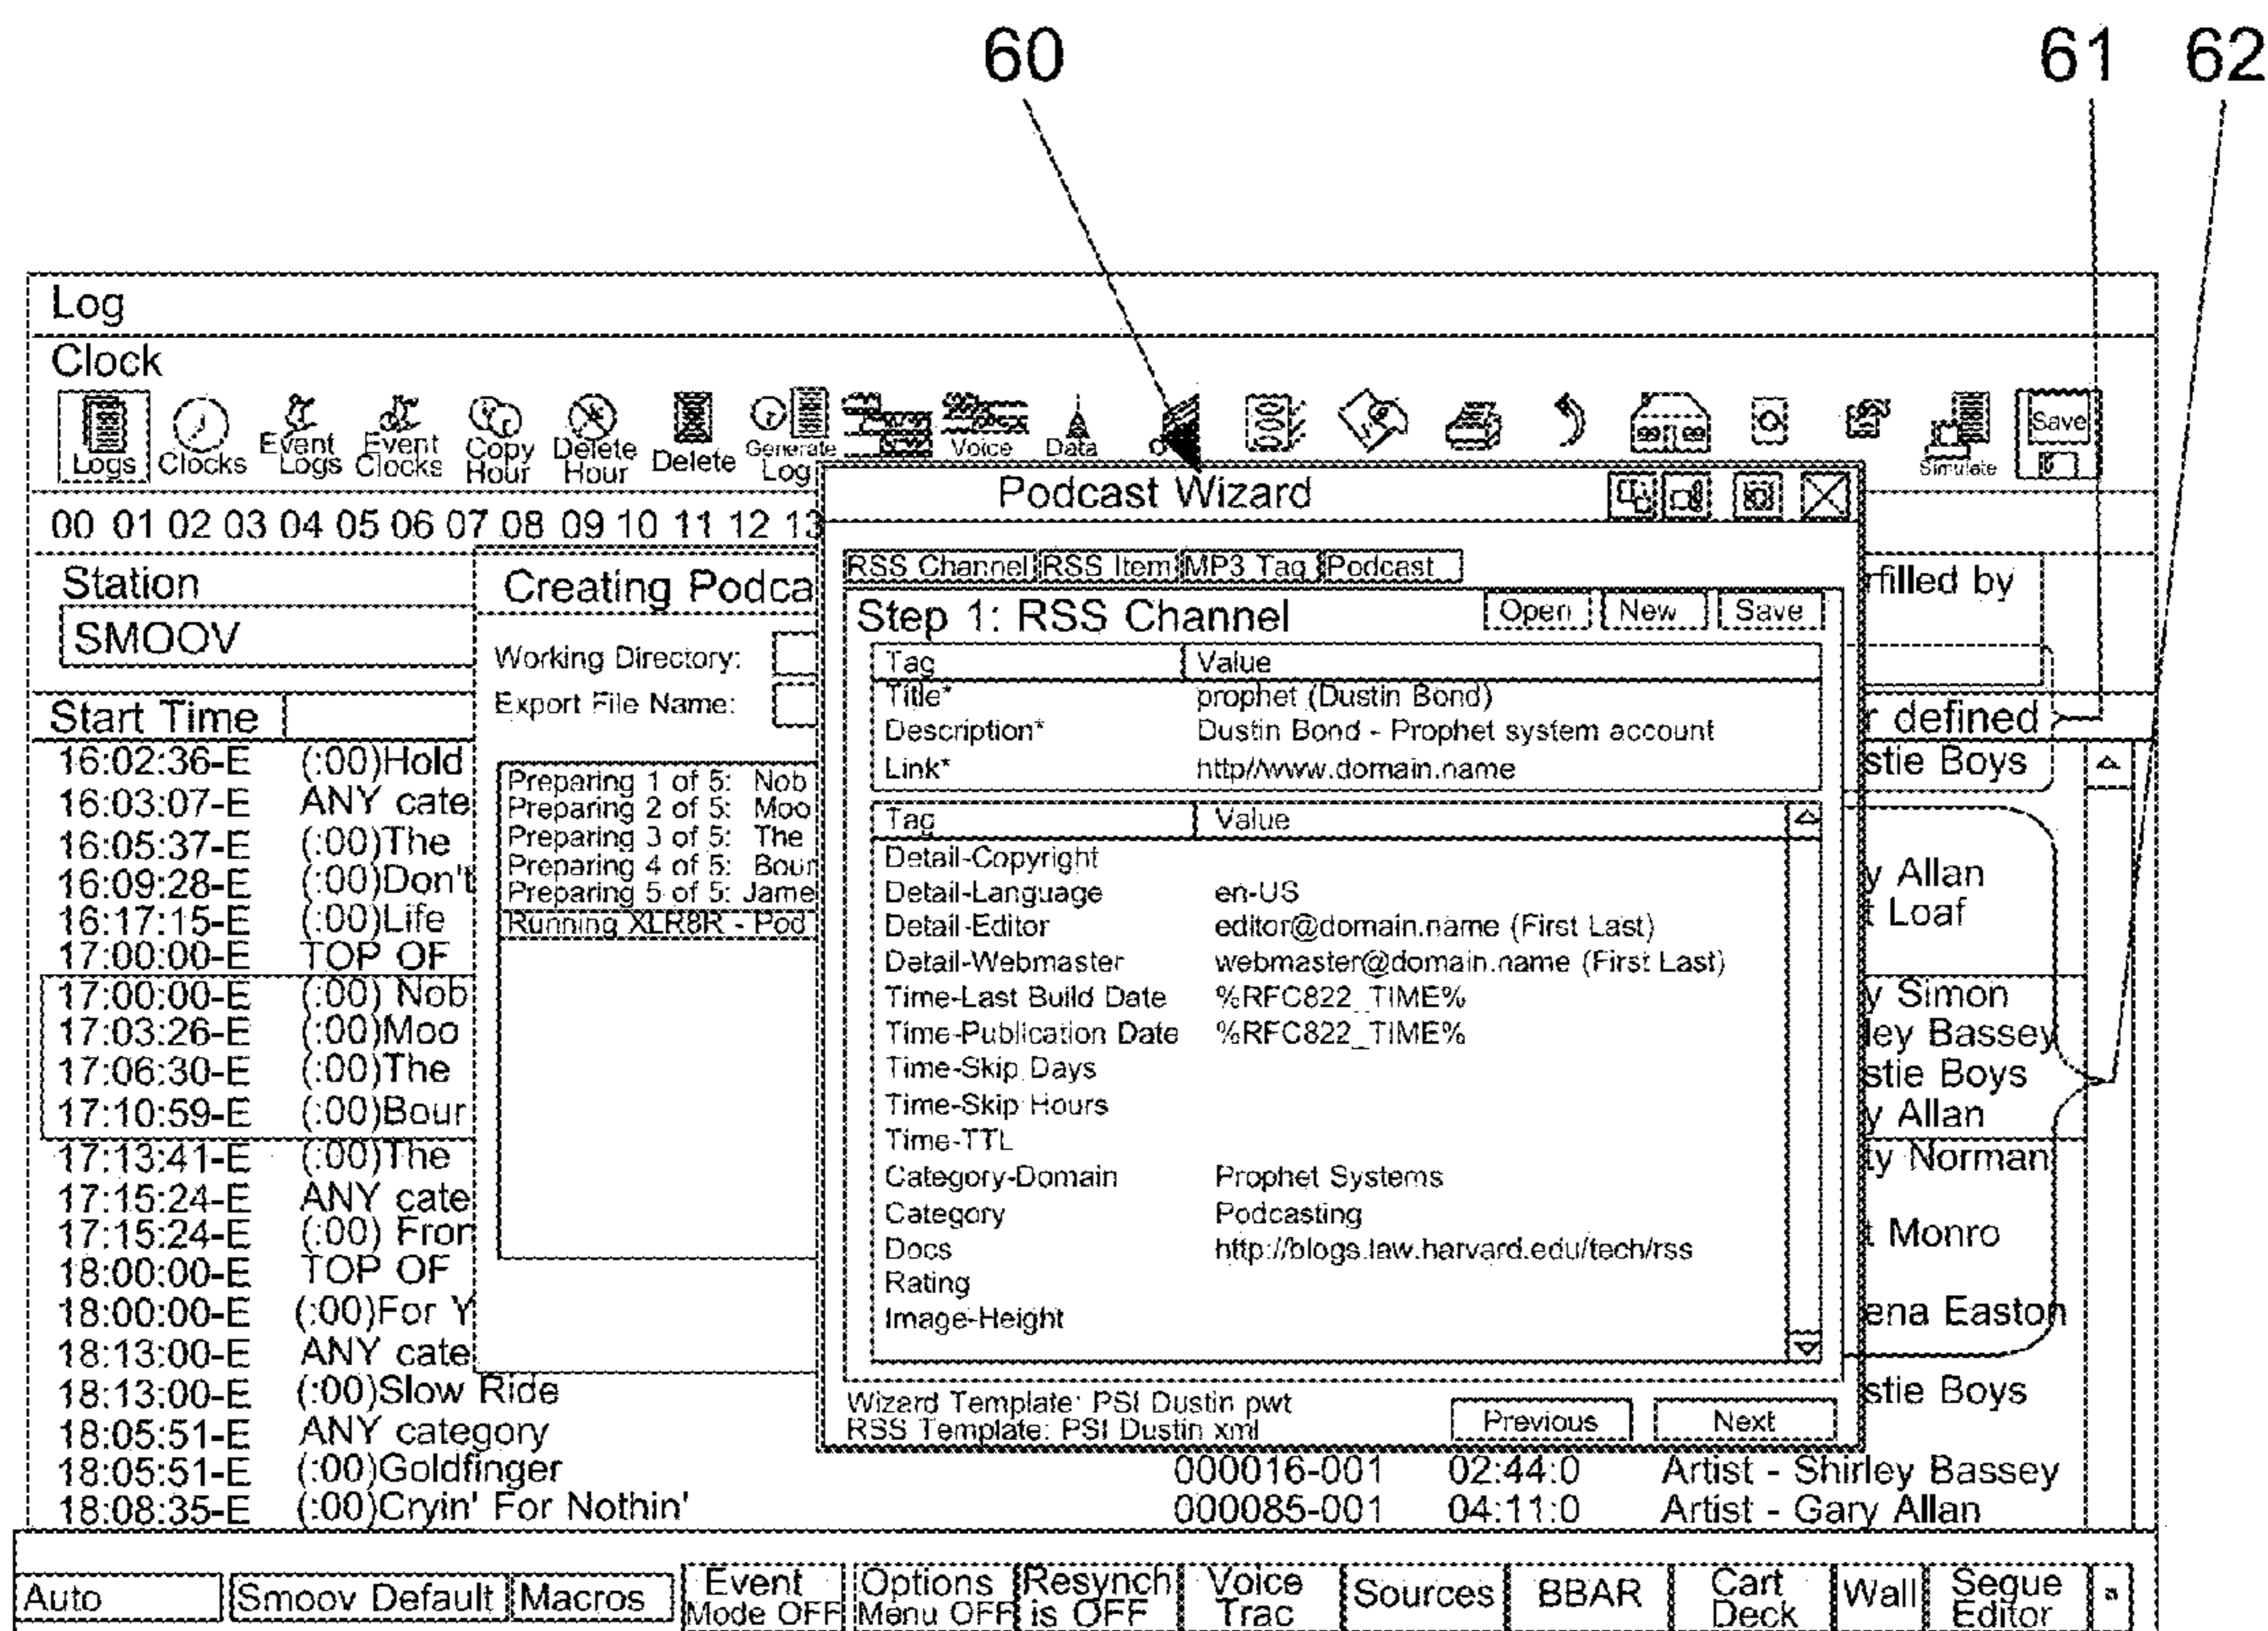 60
61 62
Log
Clock
Logs Clocks Event Logs Event Clocks Copy Hour Delete Hour Delete Generate Log Voice Data Simulate Save
00 01 02 03 04 05 06 07 08 09 10 11 12 13
Station
SMOOV
Start Time
Creating Podca
Working Directory:
Export File Name:
Preparing 1 of 5: Nob
Preparing 2 of 5: Moo
Preparing 3 of 5: The
Preparing 4 of 5: Bour
Preparing 5 of 5: Jame
Running XLR8R - Pod
Podcast Wizard
RSS Channel RSS Item MP3 Tag Podcast
Step 1: RSS Channel Open New Save
Tag Value
Title* prophet (Dustin Bond)
Description* Dustin Bond - Prophet system account
Link* http//www.domain.name
Tag Value
Detail-Copyright
Detail-Language en-US
Detail-Editor editor@domain.name (First Last)
Detail-Webmaster webmaster@domain.name (First Last)
Time-Last Build Date %RFC822_TIME%
Time-Publication Date %RFC822_TIME%
Time-Skip Days
Time-Skip Hours
Time-TTL
Category-Domain Prophet Systems
Category Podcasting
Docs http://blogs.law.harvard.edu/tech/rss
Rating
Image-Height
Wizard Template: PSI Dustin pwt
RSS Template: PSI Dustin xml
Previous Next
filled by
r defined
16:02:36-E (:00)Hold stie Boys
16:03:07-E ANY cate
16:05:37-E (:00)The y Allan
16:09:28-E (:00)Don't t Loaf
16:17:15-E (:00)Life
17:00:00-E TOP OF
17:00:00-E (:00) Nob y Simon
17:03:26-E (:00)Moo ley Bassey
17:06:30-E (:00)The stie Boys
17:10:59-E (:00)Bour y Allan
17:13:41-E (:00)The ty Norman
17:15:24-E ANY cate
17:15:24-E (:00) Fron t Monro
18:00:00-E TOP OF
18:00:00-E (:00)For Y ena Easton
18:13:00-E ANY cate
18:13:00-E (:00)Slow Ride stie Boys
18:05:51-E ANY category
18:05:51-E (:00)Goldfinger 000016-001 02:44:0 Artist - Shirley Bassey
18:08:35-E (:00)Cryin' For Nothin' 000085-001 04:11:0 Artist - Gary Allan
Auto Smoov Default Macros Event Mode OFF Options Menu OFF Resynch is OFF Voice Trac Sources BBAR Cart Deck Wall Segue Editor